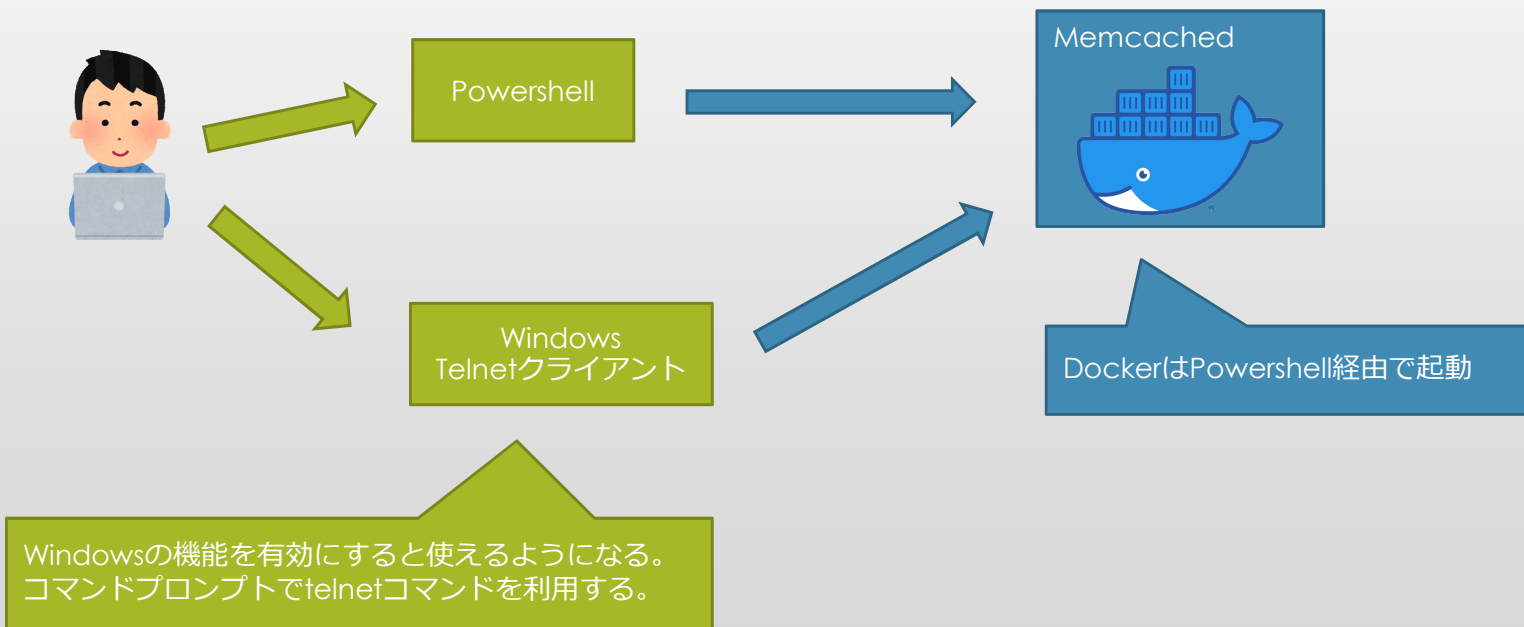 Memcached
Powershell
Windows
Telnetクライアント
DockerはPowershell経由で起動
Windowsの機能を有効にすると使えるようになる。
コマンドプロンプトでtelnetコマンドを利用する。